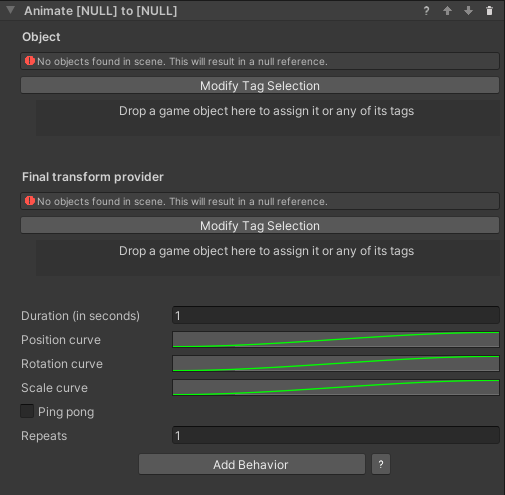 Animate [NULL] to [NULL] ?
Object
No objects found in scene. This will result in a null reference.
Modify Tag Selection
Drop a game object here to assign it or any of its tags
Final transform provider
No objects found in scene. This will result in a null reference.
Modify Tag Selection
Drop a game object here to assign it or any of its tags
Duration (in seconds) 1
Position curve
Rotation curve
Scale curve
Ping pong
Repeats 1
Add Behavior ?